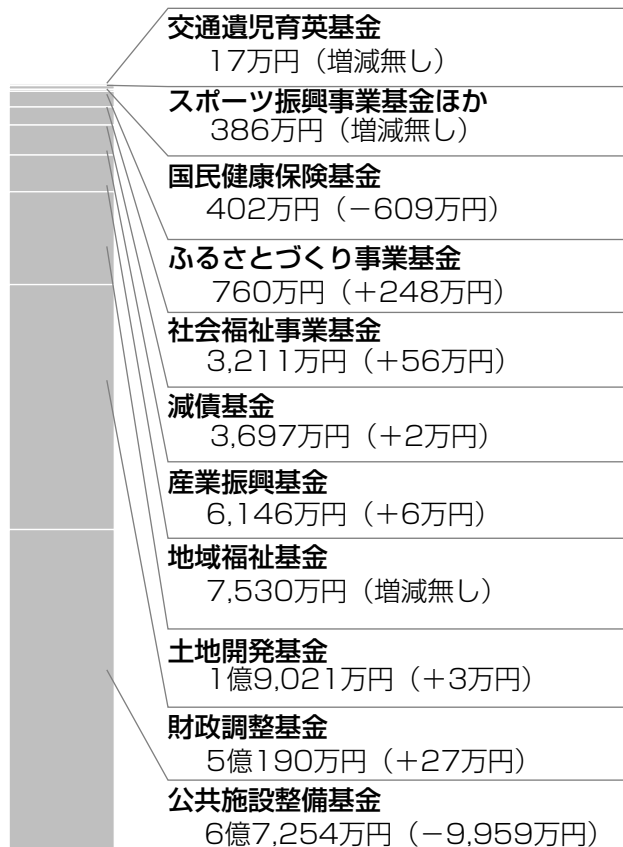 交通遺児育英基金
17万円（増減無し）
スポーツ振興事業基金ほか
386万円（増減無し）
国民健康保険基金
402万円（－609万円）
ふるさとづくり事業基金
760万円（＋248万円）
社会福祉事業基金
3,211万円（＋56万円）
減債基金
3,697万円（＋2万円）
産業振興基金
6,146万円（＋6万円）
地域福祉基金
7,530万円（増減無し）
土地開発基金
1億9,021万円（＋3万円）
財政調整基金
5億190万円（＋27万円）
公共施設整備基金
6億7,254万円（－9,959万円）